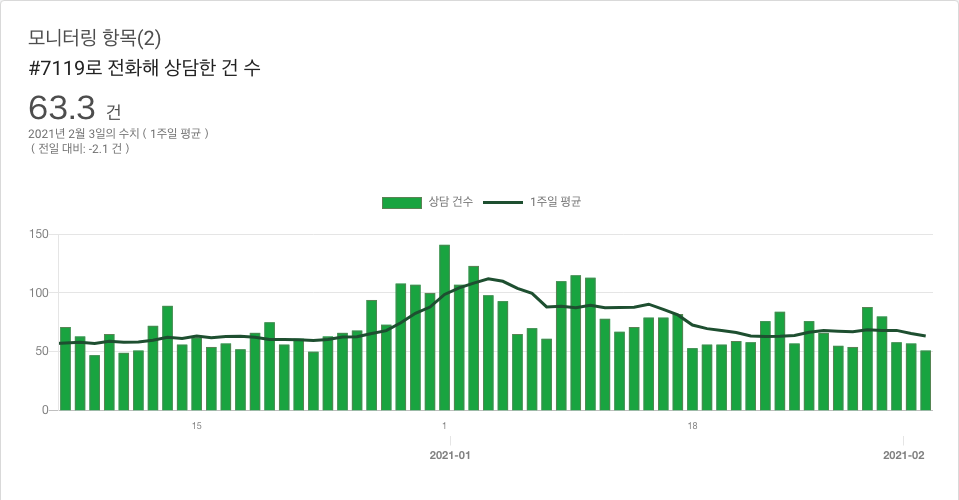 모니터링 항목(2)
#7119로 전화해 상담한 건 수
63.3 건
2021년 2월 3일의 수치 ( 1주일 평균 )
( 전일 대비: -2.1 건 )
상담 건수 1주일 평균
150
100
50
0
15 1 18
2021-01 2021-02